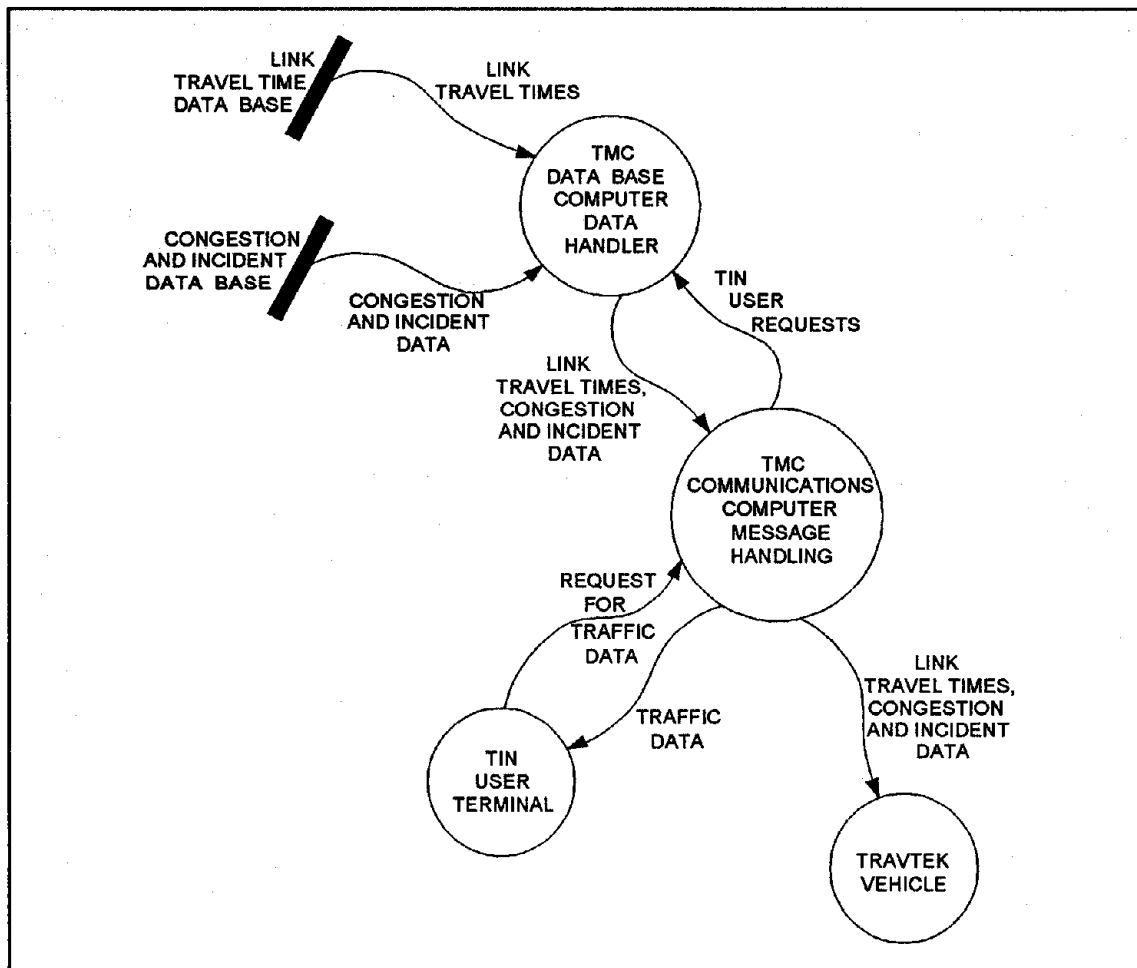 LINK
TRAVEL TIME
DATA BASE
LINK
TRAVEL TIMES
TMC
DATA BASE
COMPUTER
DATA
HANDLER
CONGESTION
AND INCIDENT
DATA BASE
CONGESTION
AND INCIDENT
DATA
TIN
USER
REQUESTS
LINK
TRAVEL TIMES,
CONGESTION
AND INCIDENT
DATA
TMC
COMMUNICATIONS
COMPUTER
MESSAGE
HANDLING
REQUEST
FOR
TRAFFIC
DATA
TRAFFIC
DATA
LINK
TRAVEL TIMES,
CONGESTION
AND INCIDENT
DATA
TIN
USER
TERMINAL
TRAVTEK
VEHICLE